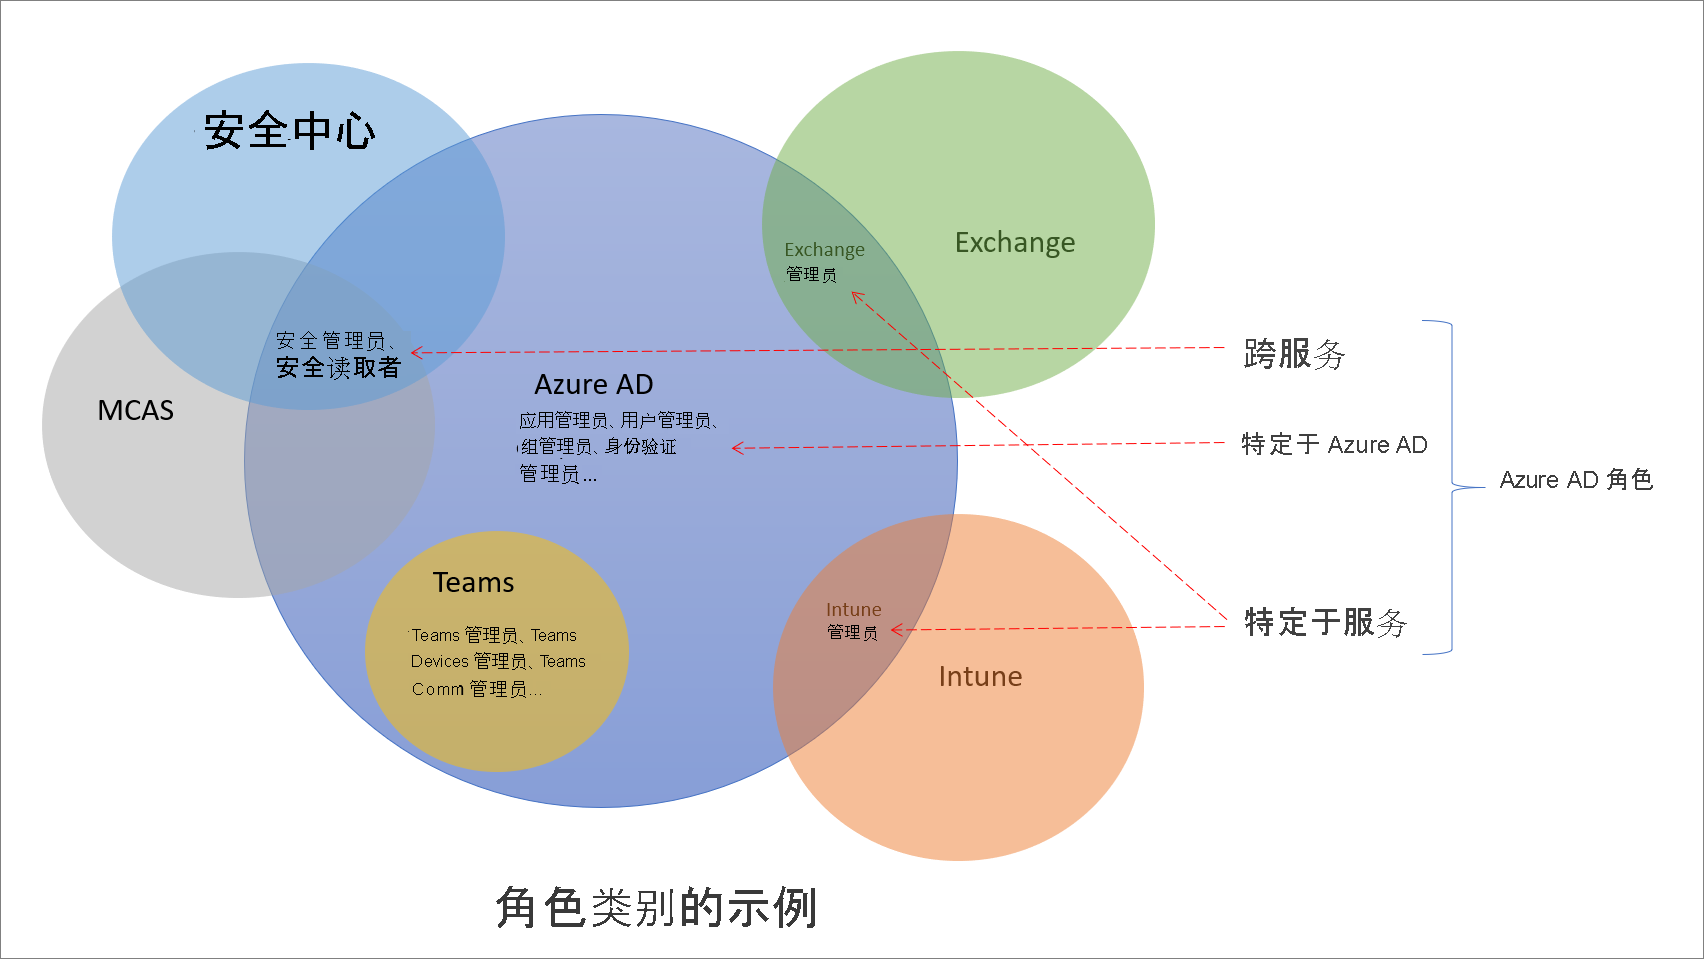 安全中心
Exchange
Exchange
管理员
安全管理员、
安全读取者
MCAS
Azure AD
应用管理员、用户管理员、
组管理员、身份验证
管理员...
跨服务
特定于 Azure AD
Azure AD 角色
特定于服务
Teams
Teams 管理员、Teams
Devices 管理员、Teams
Comm 管理员...
Intune
管理员
Intune
角色类别的示例